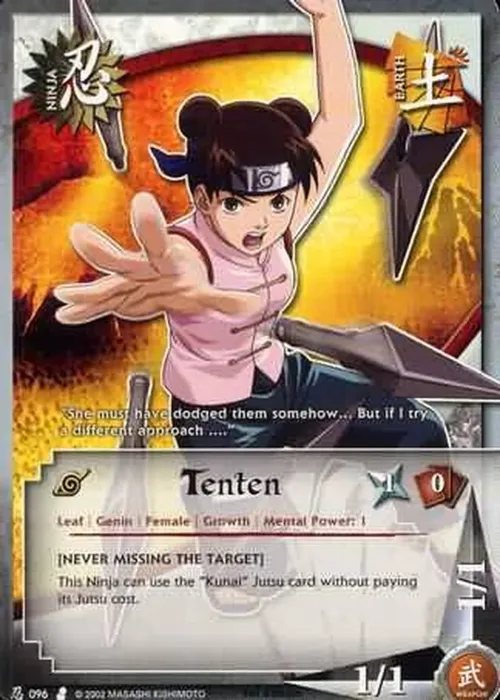 忍
NINJA
土
EARTH
"She must have dodged them somehow... But if I try
a different approach ...."
Tenten
1
0
Leaf | Genin | Female | Growth | Mental Power: 1
[NEVER MISSING THE TARGET]
This Ninja can use the "Kunai" Jutsu card without paying
its Jutsu cost.
1/1
1/1
武
WEAPON
忍 096
© 2002 MASASHI KISHIMOTO